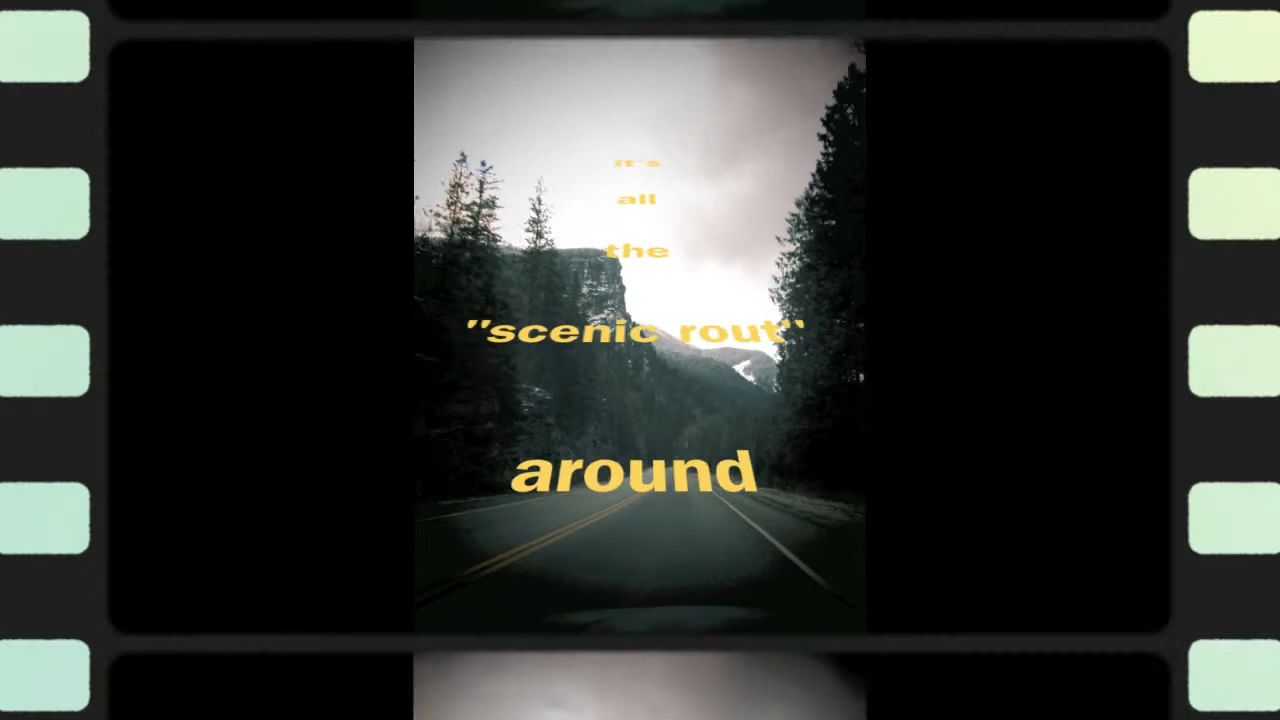 it's
all
the
"scenic rout"
around